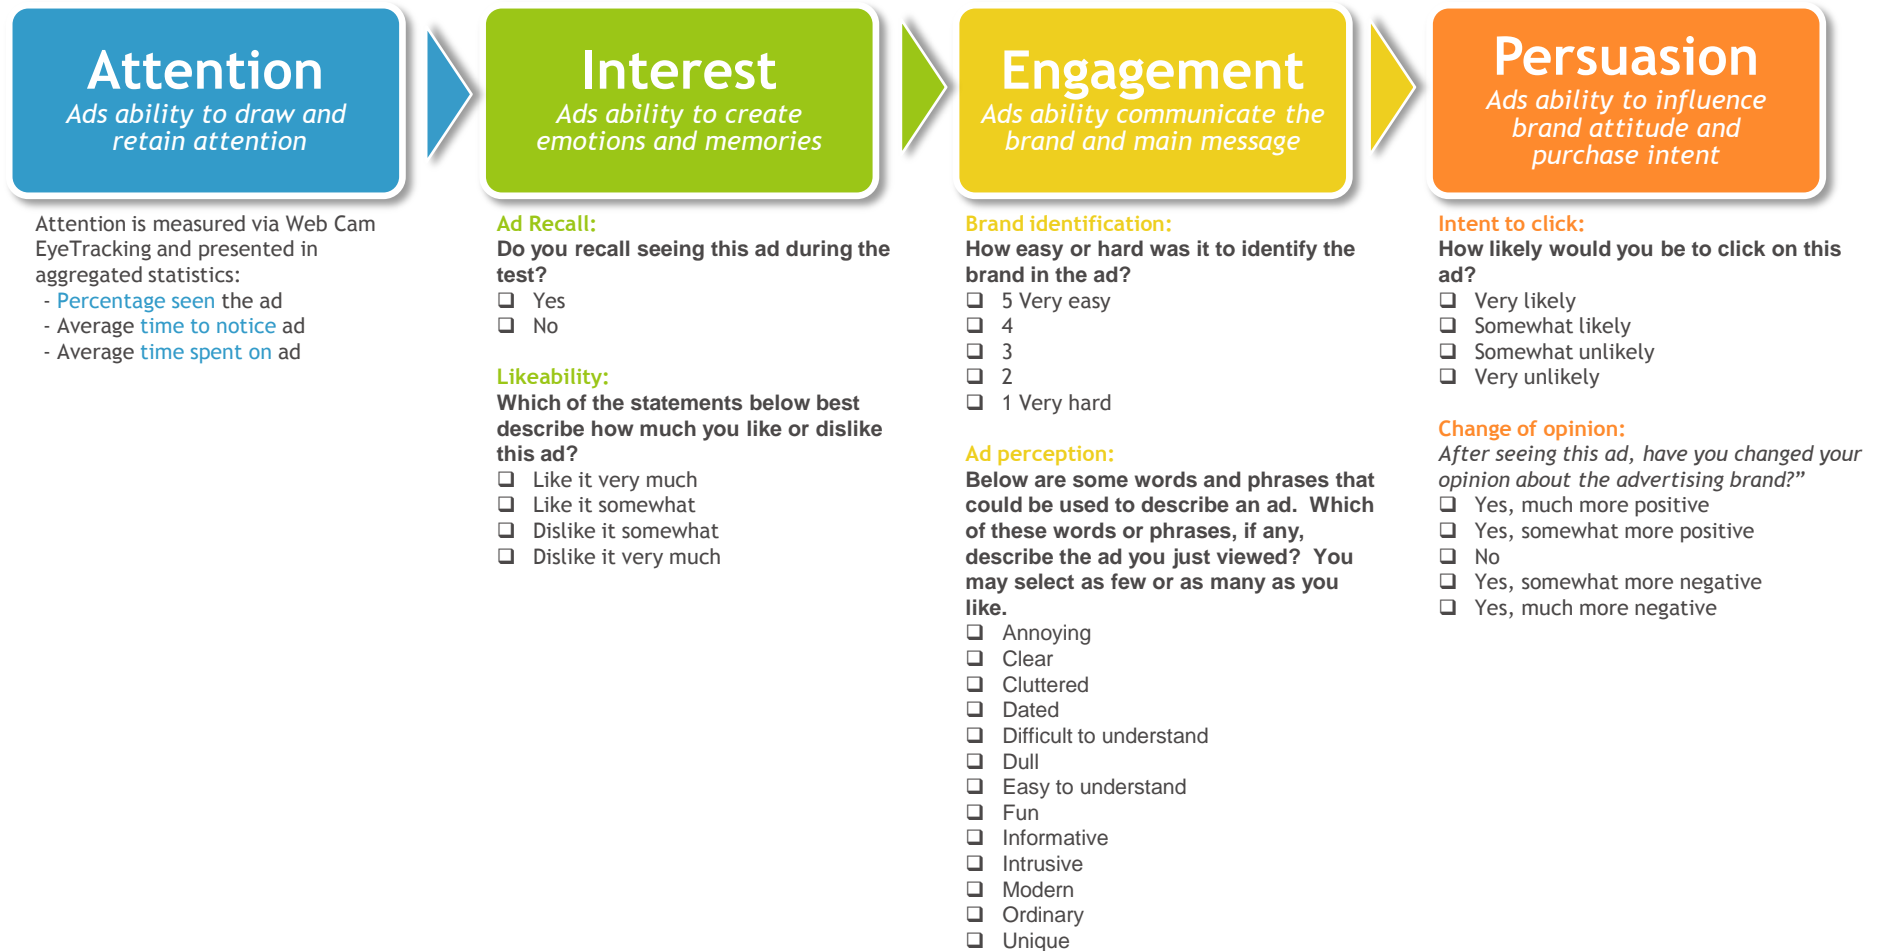 Attention
Ads ability to draw and
retain attention
Attention is measured via Web Cam
EyeTracking and presented in
aggregated statistics:
- Percentage seen the ad
- Average time to notice ad
- Average time spent on ad
Interest
Ads ability to create
emotions and memories
Ad Recall:
Do you recall seeing this ad during the
test?
❑ Yes
❑ No
Likeability:
Which of the statements below best
describe how much you like or dislike
this ad?
❑ Like it very much
❑ Like it somewhat
❑ Dislike it somewhat
❑ Dislike it very much
Engagement
Ads ability communicate the
brand and main message
Brand identification:
How easy or hard was it to identify the
brand in the ad?
❑ 5 Very easy
❑ 4
❑ 3
❑ 2
❑ 1 Very hard
Ad perception:
Below are some words and phrases that
could be used to describe an ad.  Which
of these words or phrases, if any,
describe the ad you just viewed?  You
may select as few or as many as you
like.
❑ Annoying
❑ Clear
❑ Cluttered
❑ Dated
❑ Difficult to understand
❑ Dull
❑ Easy to understand
❑ Fun
❑ Informative
❑ Intrusive
❑ Modern
❑ Ordinary
❑ Unique
Persuasion
Ads ability to influence
brand attitude and
purchase intent
Intent to click:
How likely would you be to click on this
ad?
❑ Very likely
❑ Somewhat likely
❑ Somewhat unlikely
❑ Very unlikely
Change of opinion:
After seeing this ad, have you changed your
opinion about the advertising brand?”
❑ Yes, much more positive
❑ Yes, somewhat more positive
❑ No
❑ Yes, somewhat more negative
❑ Yes, much more negative